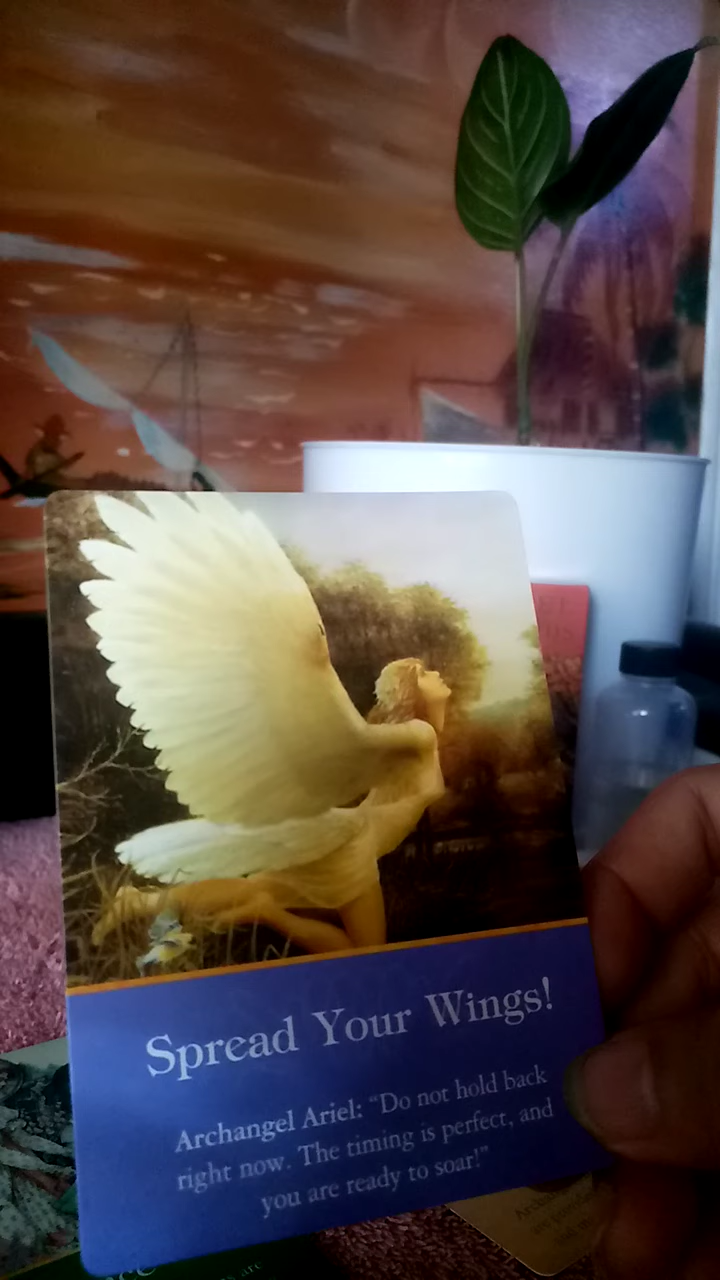 Spread Your Wings!
Archangel Ariel: “Do not hold back
right now. The timing is perfect, and
you are ready to soar!”